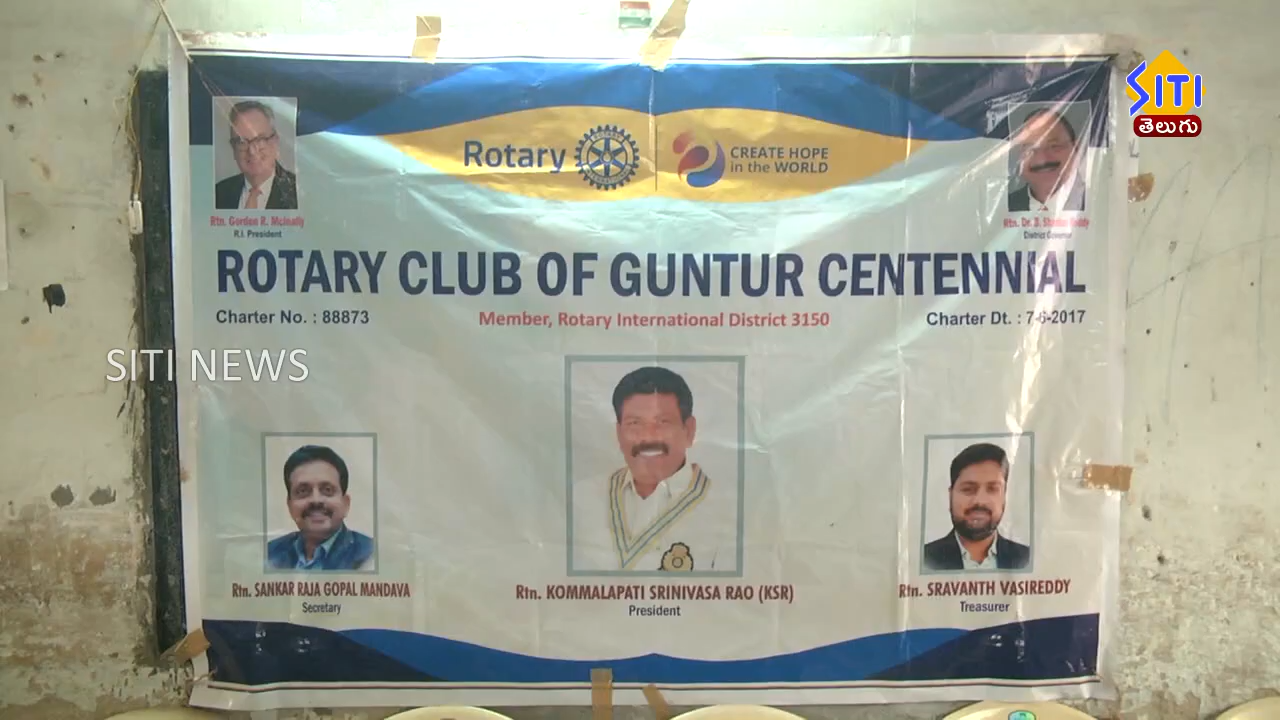 SITI
తెలుగు
Rotary
CREATE HOPE
in the WORLD
Rtn. Gordon R. McInally
R.I. President
Rtn. Dr. B.
District Governor
ROTARY CLUB OF GUNTUR CENTENNIAL
Charter No. : 88873
Member, Rotary International District 3150
Charter Dt. : 7-6-2017
SITI NEWS
Rtn. SANKAR RAJA GOPAL MANDAVA
Secretary
Rtn. KOMMALAPATI SRINIVASA RAO (KSR)
President
Rtn. SRAVANTH VASIREDDY
Treasurer